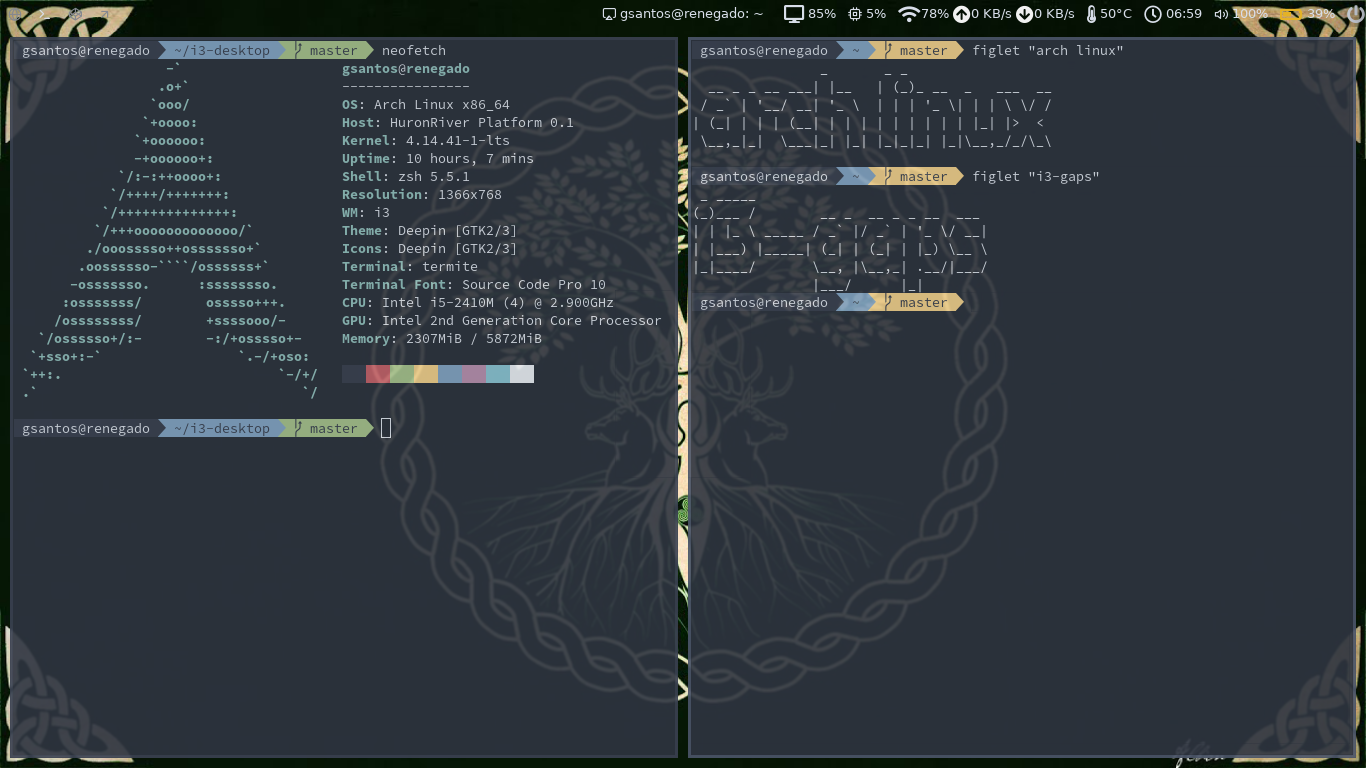 gsantos@renegado: ~ 85% 5% 78% 0 KB/s 0 KB/s 50°C 06:59 100% 39%
gsantos@renegado ~/i3-desktop master neofetch
gsantos@renegado
----------------
OS: Arch Linux x86_64
Host: HuronRiver Platform 0.1
Kernel: 4.14.41-1-lts
Uptime: 10 hours, 7 mins
Shell: zsh 5.5.1
Resolution: 1366x768
WM: i3
Theme: Deepin [GTK2/3]
Icons: Deepin [GTK2/3]
Terminal: termite
Terminal Font: Source Code Pro 10
CPU: Intel i5-2410M (4) @ 2.900GHz
GPU: Intel 2nd Generation Core Processor
Memory: 2307MiB / 5872MiB
gsantos@renegado ~/i3-desktop master
gsantos@renegado ~ master figlet "arch linux"
arch linux
gsantos@renegado ~ master figlet "i3-gaps"
i3-gaps
gsantos@renegado ~ master